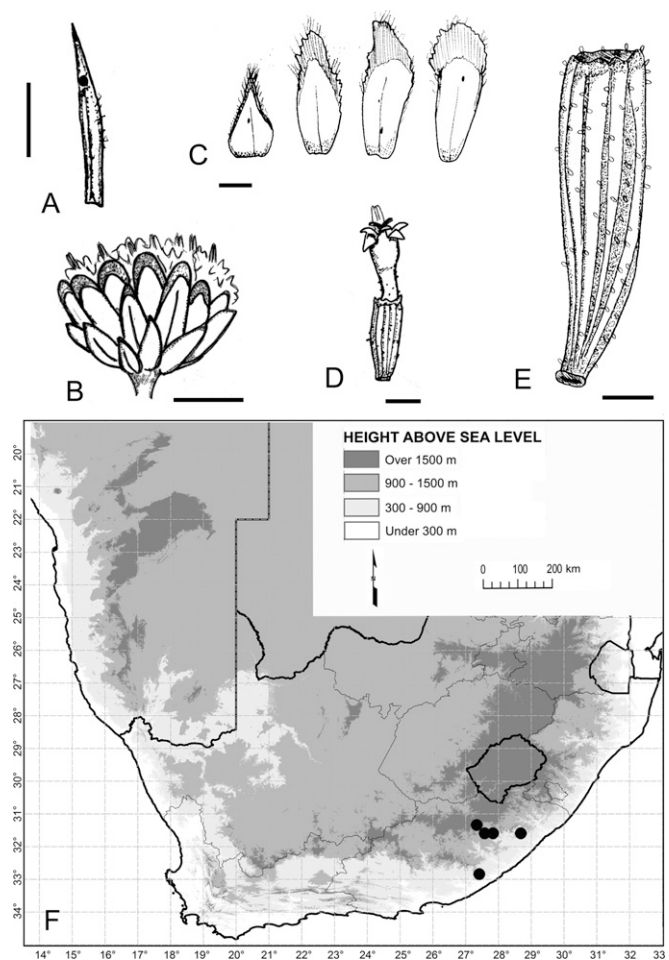 A
B
C
D
E
HEIGHT ABOVE SEA LEVEL
Over 1500 m
900 - 1500 m
300 - 900 m
Under 300 m
N
0 100 200 km
20°
21°
22°
23°
24°
25°
26°
27°
28°
29°
30°
31°
32°
33°
34°
F
14° 15° 16° 17° 18° 19° 20° 21° 22° 23° 24° 25° 26° 27° 28° 29° 30° 31° 32° 33°